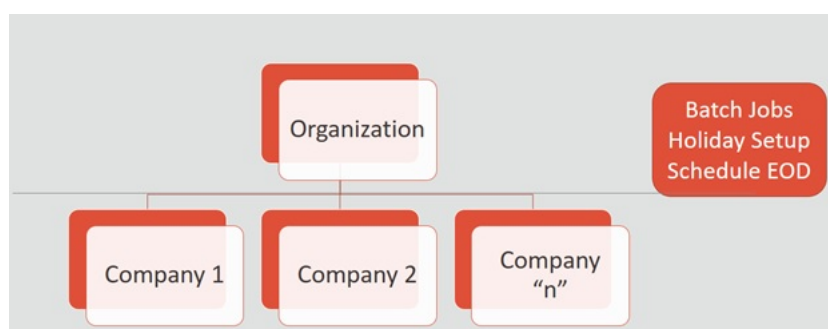 Organization
Batch Jobs
Holiday Setup
Schedule EOD
Company 1
Company 2
Company
“n”